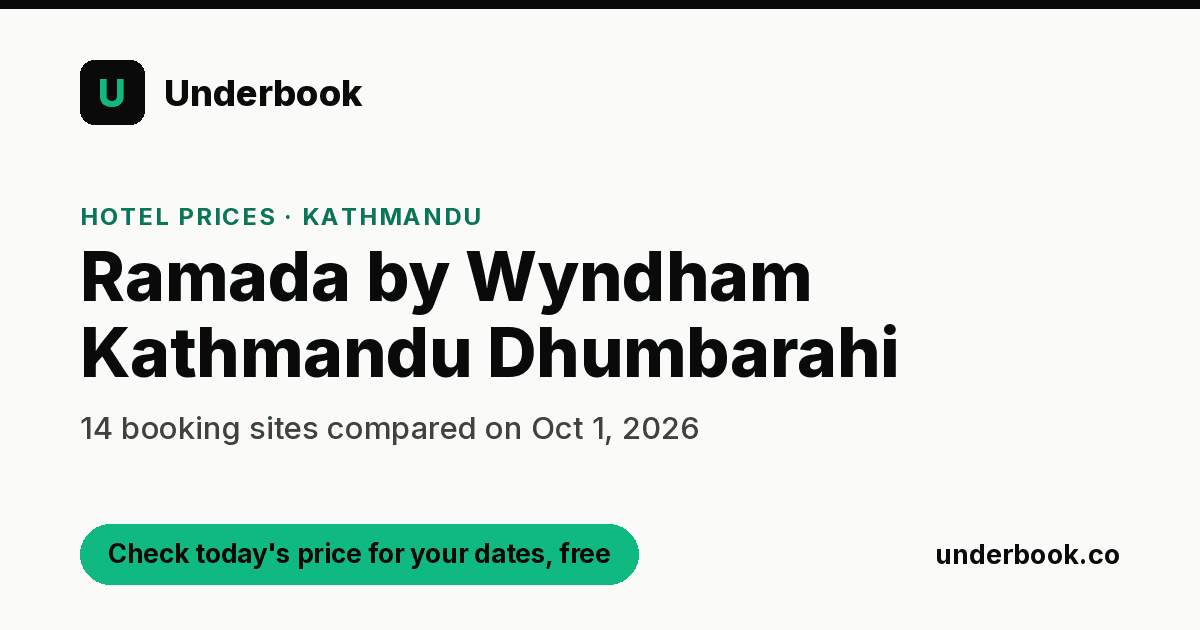 U
Underbook
HOTEL PRICES · KATHMANDU
Ramada by Wyndham
Kathmandu Dhumbarahi
14 booking sites compared on Oct 1, 2026
Check today's price for your dates, free
underbook.co